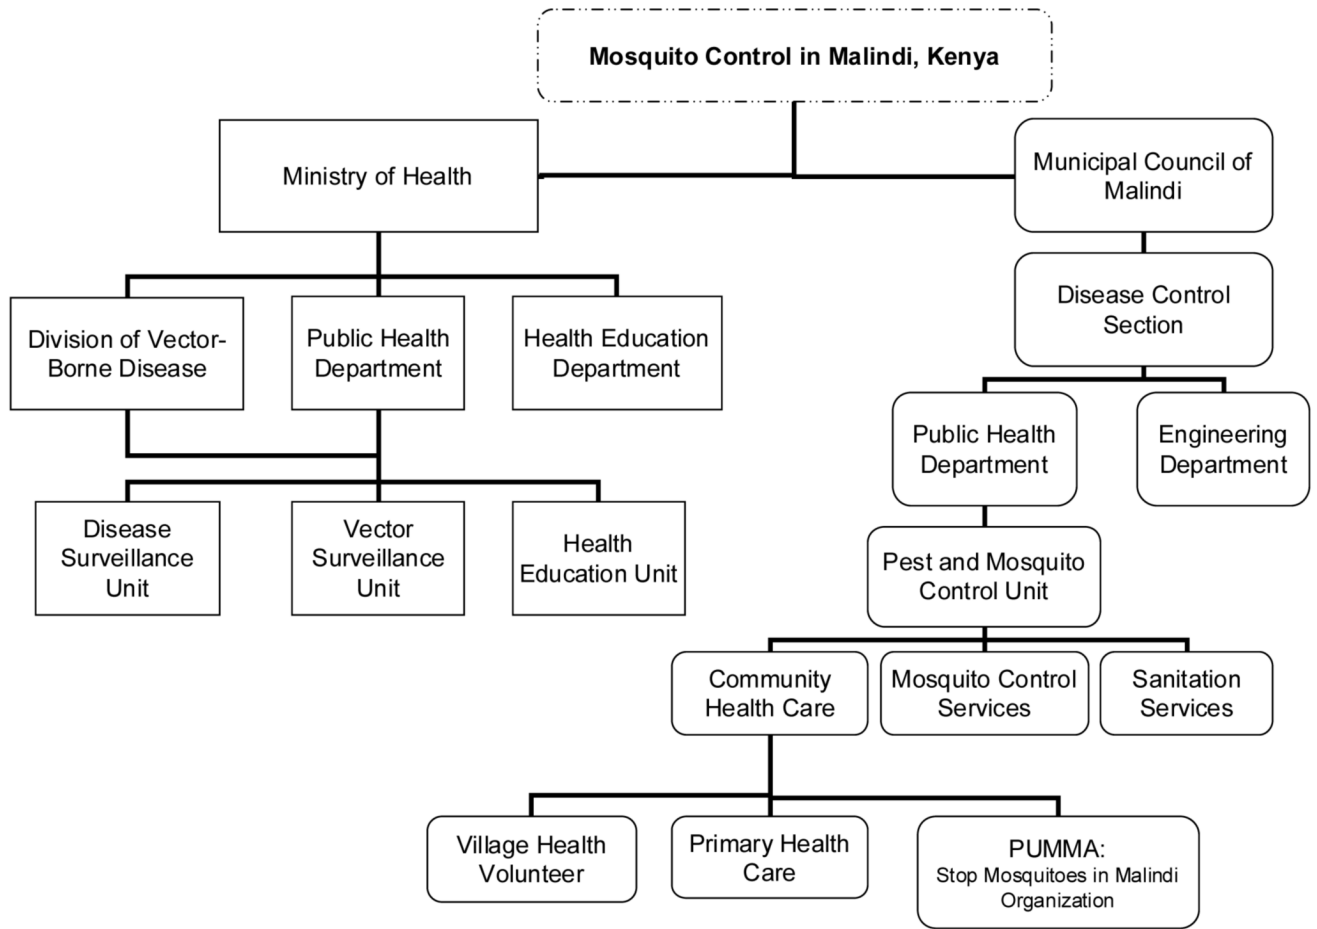 Mosquito Control in Malindi, Kenya
Ministry of Health
Municipal Council of
Malindi
Disease Control
Section
Division of Vector-
Borne Disease
Public Health
Department
Health Education
Department
Public Health
Department
Engineering
Department
Disease
Surveillance
Unit
Vector
Surveillance
Unit
Health
Education Unit
Pest and Mosquito
Control Unit
Community
Health Care
Mosquito Control
Services
Sanitation
Services
Village Health
Volunteer
Primary Health
Care
PUMMA:
Stop Mosquitoes in Malindi
Organization